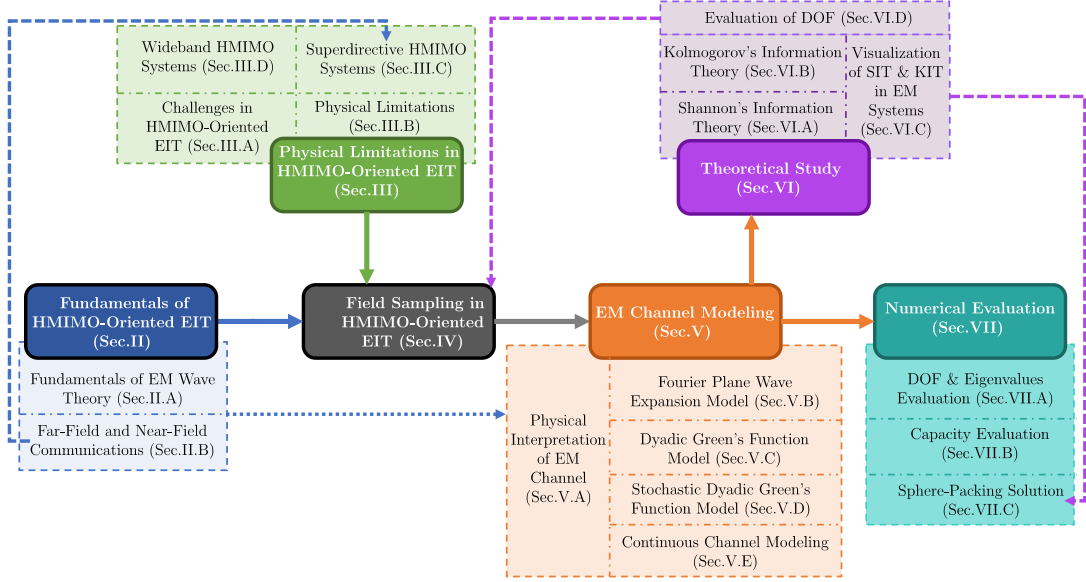 Wideband HMIMO
Systems (Sec.III.D)
Superdirective HMIMO
Systems (Sec.III.C)
Challenges in
HMIMO-Oriented
EIT (Sec.III.A)
Physical Limitations
(Sec.III.B)
Physical Limitations in
HMIMO-Oriented EIT
(Sec.III)
Evaluation of DOF (Sec.VI.D)
Kolmogorov's Information
Theory (Sec.VI.B)
Shannon's Information
Theory (Sec.VI.A)
Visualization
of SIT & KIT
in EM
Systems
(Sec.VI.C)
Theoretical Study
(Sec.VI)
Fundamentals of
HMIMO-Oriented EIT
(Sec.II)
Field Sampling in
HMIMO-Oriented
EIT (Sec.IV)
EM Channel Modeling
(Sec.V)
Numerical Evaluation
(Sec.VII)
Fundamentals of EM Wave
Theory (Sec.II.A)
Far-Field and Near-Field
Communications (Sec.II.B)
Physical
Interpretation
of EM
Channel
(Sec.V.A)
Fourier Plane Wave
Expansion Model (Sec.V.B)
Dyadic Green's Function
Model (Sec.V.C)
Stochastic Dyadic Green's
Function Model (Sec.V.D)
Continuous Channel Modeling
(Sec.V.E)
DOF & Eigenvalues
Evaluation (Sec.VII.A)
Capacity Evaluation
(Sec.VII.B)
Sphere-Packing Solution
(Sec.VII.C)